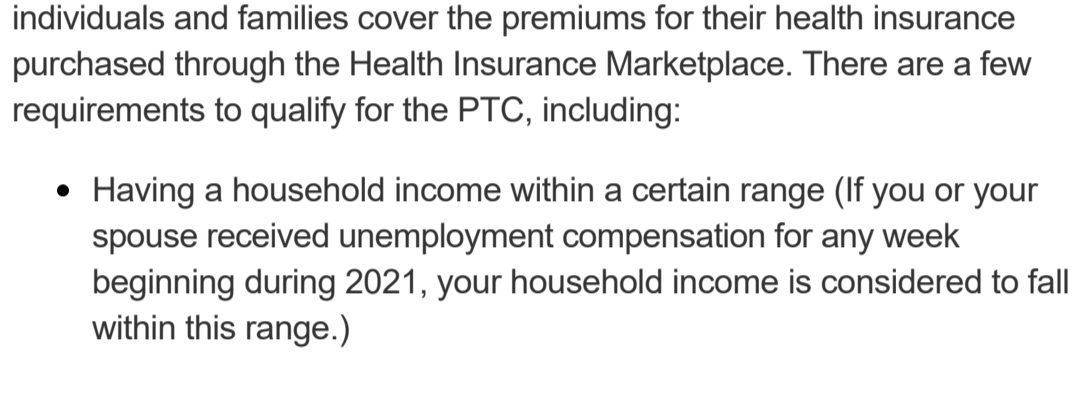 individuals and families cover the premiums for their health insurance
purchased through the Health Insurance Marketplace. There are a few
requirements to qualify for the PTC, including:
• Having a household income within a certain range (If you or your
spouse received unemployment compensation for any week
beginning during 2021, your household income is considered to fall
within this range.)